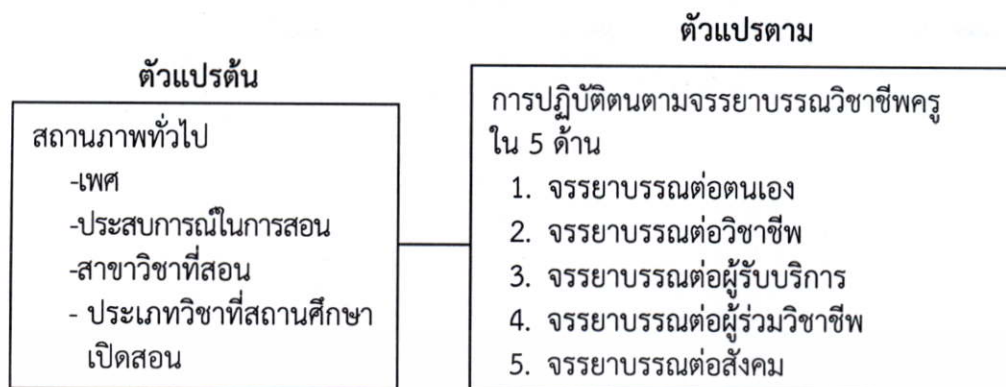 ตัวแปรต้น
สถานภาพทั่วไป
-เพศ
-ประสบการณ์ในการสอน
-สาขาวิชาที่สอน
- ประเภทวิชาที่สถานศึกษา
เปิดสอน
ตัวแปรตาม
การปฏิบัติตนตามจรรยาบรรณวิชาชีพครู
ใน 5 ด้าน
1. จรรยาบรรณต่อตนเอง
2. จรรยาบรรณต่อวิชาชีพ
3. จรรยาบรรณต่อผู้รับบริการ
4. จรรยาบรรณต่อผู้ร่วมวิชาชีพ
5. จรรยาบรรณต่อสังคม